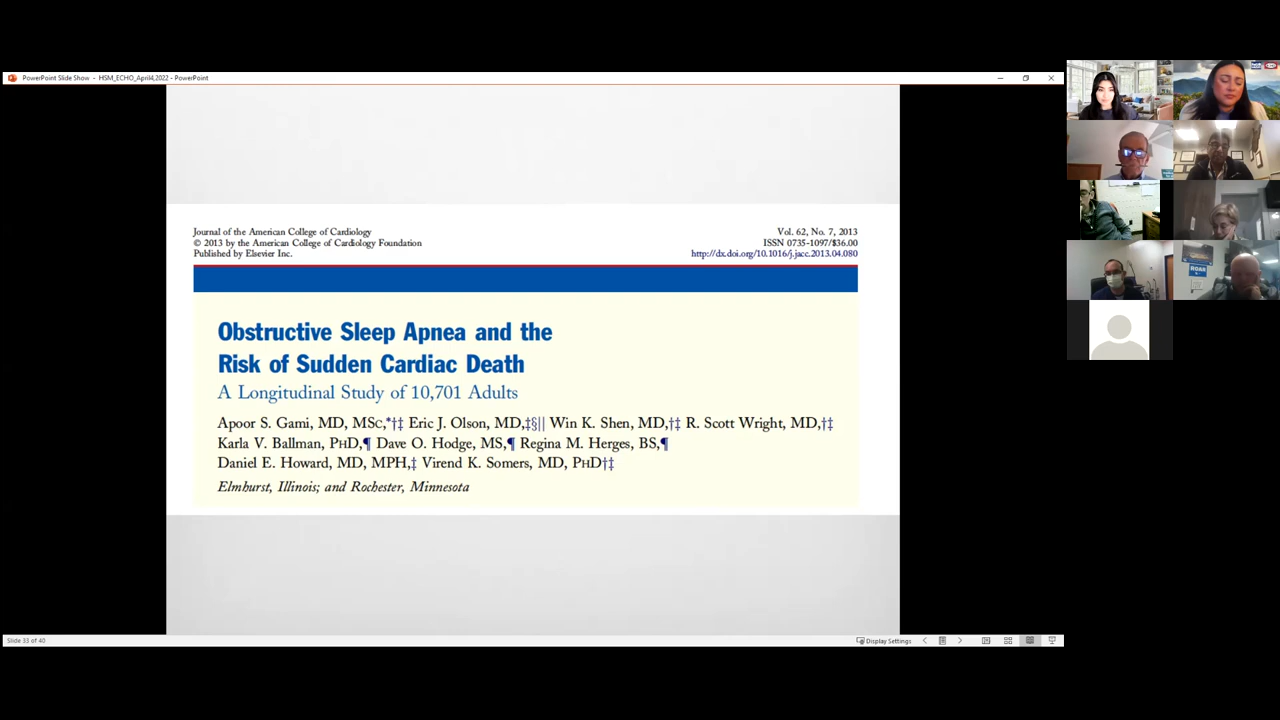 PowerPoint Slide Show - HSM_ECHO_April4,2022 - PowerPoint
Journal of the American College of Cardiology
© 2013 by the American College of Cardiology Foundation
Published by Elsevier Inc.
Vol. 62, No. 7, 2013
ISSN 0735-1097/$36.00
http://dx.doi.org/10.1016/j.jacc.2013.04.080
Obstructive Sleep Apnea and the
Risk of Sudden Cardiac Death
A Longitudinal Study of 10,701 Adults
Apoor S. Gami, MD, MSc,*†‡ Eric J. Olson, MD,‡§|| Win K. Shen, MD,†‡ R. Scott Wright, MD,†‡
Karla V. Ballman, PhD,¶ Dave O. Hodge, MS,¶ Regina M. Herges, BS,¶
Daniel E. Howard, MD, MPH,‡ Virend K. Somers, MD, PhD†‡
Elmhurst, Illinois; and Rochester, Minnesota
Slide 33 of 40
Display Settings
ROAR